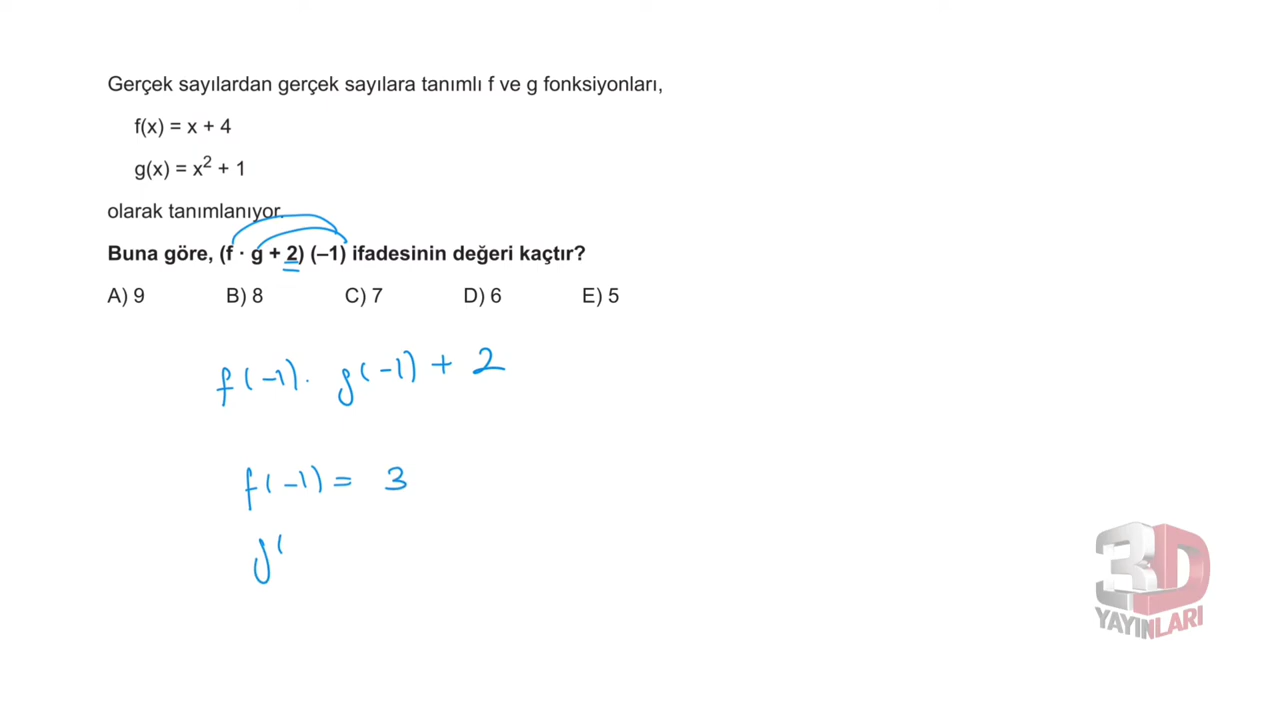 Gerçek sayılardan gerçek sayılara tanımlı f ve g fonksiyonları,
f(x) = x + 4
g(x) = x² + 1
olarak tanımlanıyor.
Buna göre, (f · g + 2) (–1) ifadesinin değeri kaçtır?
A) 9 B) 8 C) 7 D) 6 E) 5
f(-1) · g(-1) + 2
f(-1) = 3
g(
3D
YAYINLARI